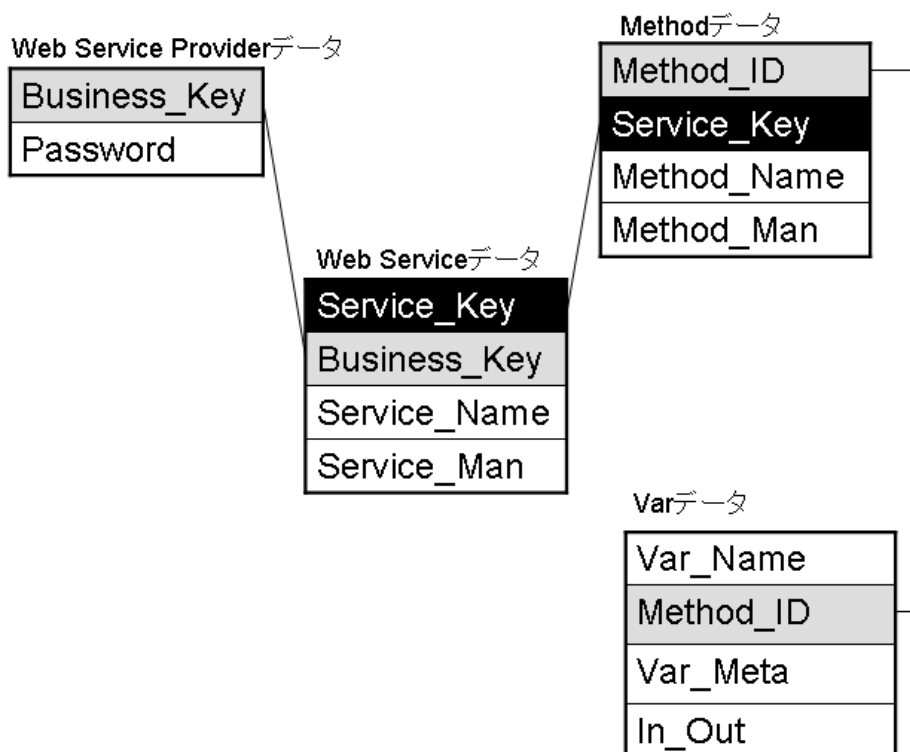 Web Service Providerデータ
Business_Key
Password
Methodデータ
Method_ID
Service_Key
Method_Name
Method_Man
Web Serviceデータ
Service_Key
Business_Key
Service_Name
Service_Man
Varデータ
Var_Name
Method_ID
Var_Meta
In_Out